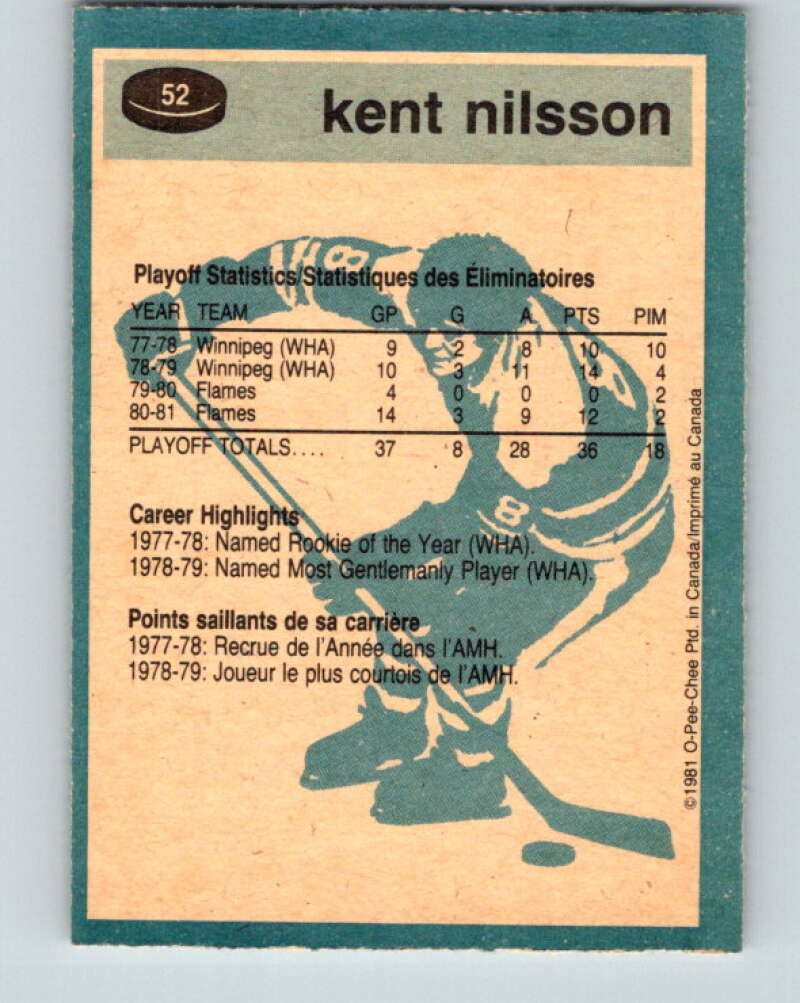 52
kent nilsson
Playoff Statistics/Statistiques des Éliminatoires
YEAR TEAM GP G A PTS PIM
77-78 Winnipeg (WHA) 9 2 8 10 10
78-79 Winnipeg (WHA) 10 3 11 14 4
79-80 Flames 4 0 0 0 2
80-81 Flames 14 3 9 12 2
PLAYOFF TOTALS.... 37 8 28 36 18
Career Highlights
1977-78: Named Rookie of the Year (WHA).
1978-79: Named Most Gentlemanly Player (WHA).
Points saillants de sa carrière
1977-78: Recrue de l'Année dans l'AMH.
1978-79: Joueur le plus courtois de l'AMH.
©1981 O-Pee-Chee Ptd. in Canada/Imprimé au Canada
8
8